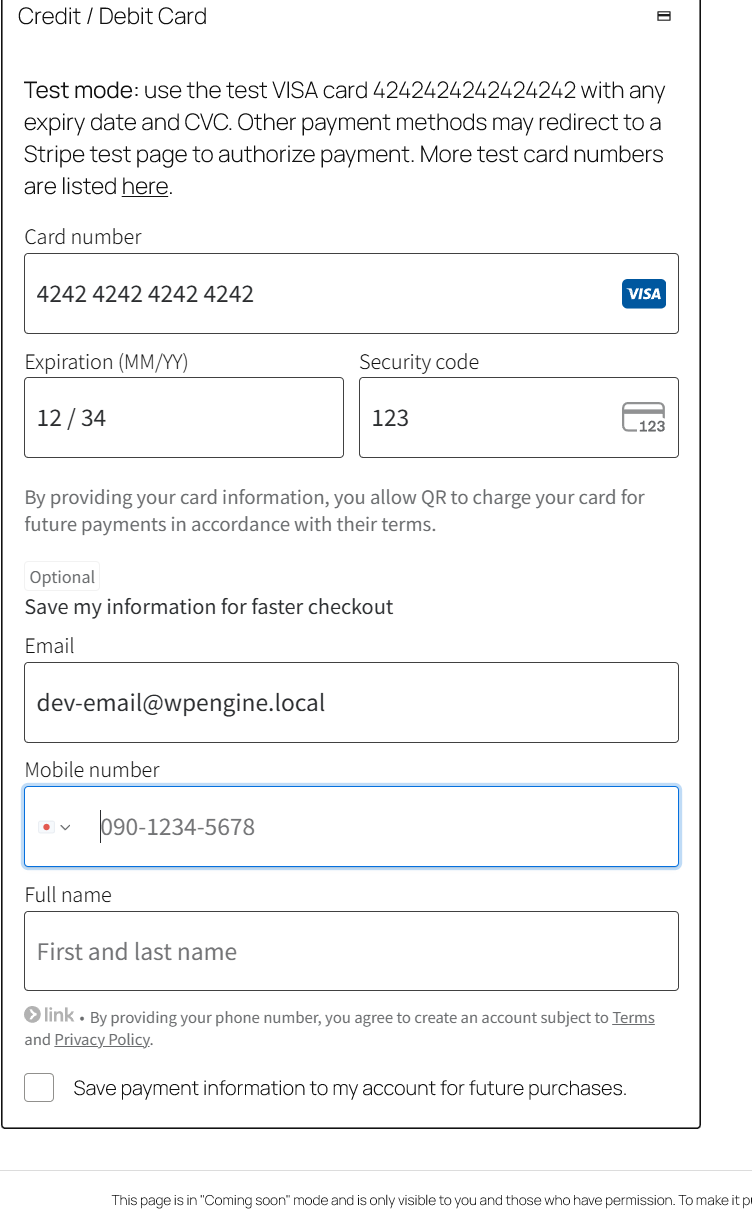 Credit / Debit Card
Test mode: use the test VISA card 4242424242424242 with any
expiry date and CVC. Other payment methods may redirect to a
Stripe test page to authorize payment. More test card numbers
are listed here.
Card number
4242 4242 4242 4242
VISA
Expiration (MM/YY)
Security code
12 / 34
123
123
By providing your card information, you allow QR to charge your card for
future payments in accordance with their terms.
Optional
Save my information for faster checkout
Email
dev-email@wpengine.local
Mobile number
090-1234-5678
Full name
First and last name
link • By providing your phone number, you agree to create an account subject to Terms
and Privacy Policy.
Save payment information to my account for future purchases.
This page is in "Coming soon" mode and is only visible to you and those who have permission. To make it